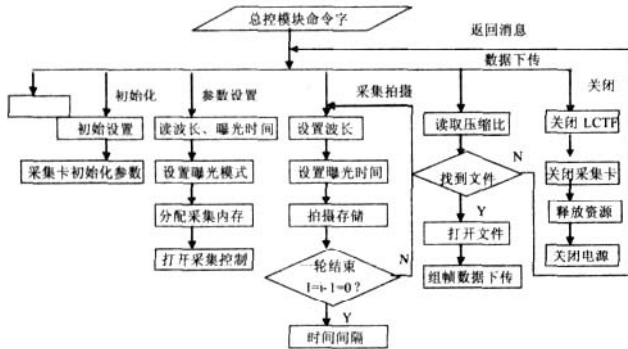 总控模块命令字
返回消息
数据下传
初始化
参数设置
采集拍摄
关闭
初始设置
采集卡初始化参数
读波长、曝光时间
设置曝光模式
分配采集内存
打开采集控制
设置波长
设置曝光时间
拍摄存储
一轮结束
I=i-1=0?
N
Y
时间间隔
读取压缩比
找到文件
N
Y
打开文件
组帧数据下传
关闭 LCTF
关闭采集卡
释放资源
关闭电源